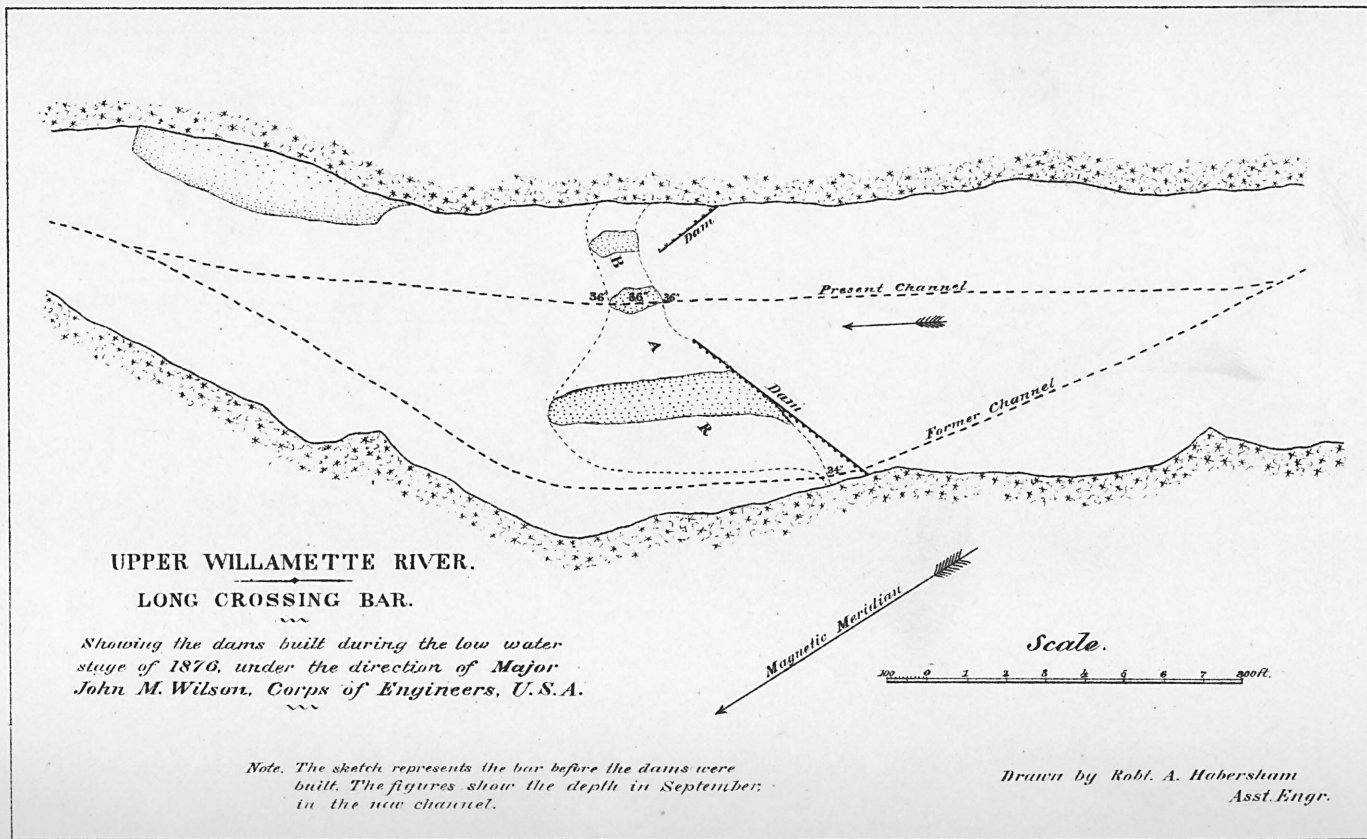 Dam
B
36" 36" 36"
Present Channel
A
Dam
R
Former Channel
24"
UPPER WILLAMETTE RIVER.
LONG CROSSING BAR.
Showing the dams built during the low water
stage of 1876, under the direction of Major
John M. Wilson, Corps of Engineers, U.S.A.
Magnetic Meridian
Scale.
100 0 1 2 3 4 5 6 7 800ft.
Note. The sketch represents the bar before the dams were
built. The figures show the depth in September,
in the new channel.
Drawn by Robt. A. Habersham
Asst. Engr.